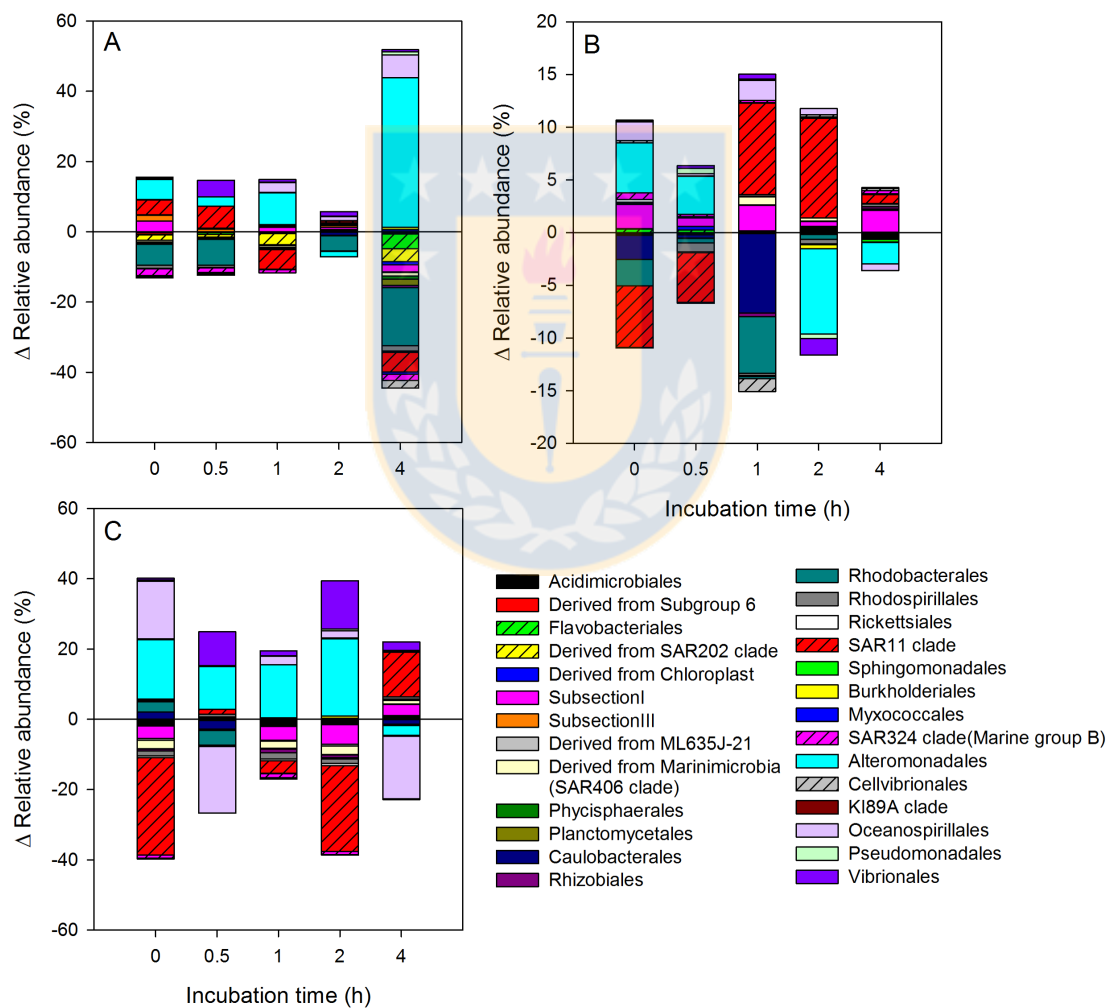 A
Δ Relative abundance (%)
60
40
20
0
-20
-40
-60
0 0.5 1 2 4
B
Δ Relative abundance (%)
20
15
10
5
0
-5
-10
-15
-20
0 0.5 1 2 4
Incubation time (h)
C
Δ Relative abundance (%)
60
40
20
0
-20
-40
-60
0 0.5 1 2 4
Incubation time (h)
Acidimicrobiales
Derived from Subgroup 6
Flavobacteriales
Derived from SAR202 clade
Derived from Chloroplast
SubsectionI
SubsectionIII
Derived from ML635J-21
Derived from Marinimicrobia
(SAR406 clade)
Phycisphaerales
Planctomycetales
Caulobacterales
Rhizobiales
Rhodobacterales
Rhodospirillales
Rickettsiales
SAR11 clade
Sphingomonadales
Burkholderiales
Myxococcales
SAR324 clade(Marine group B)
Alteromonadales
Cellvibrionales
KI89A clade
Oceanospirillales
Pseudomonadales
Vibrionales